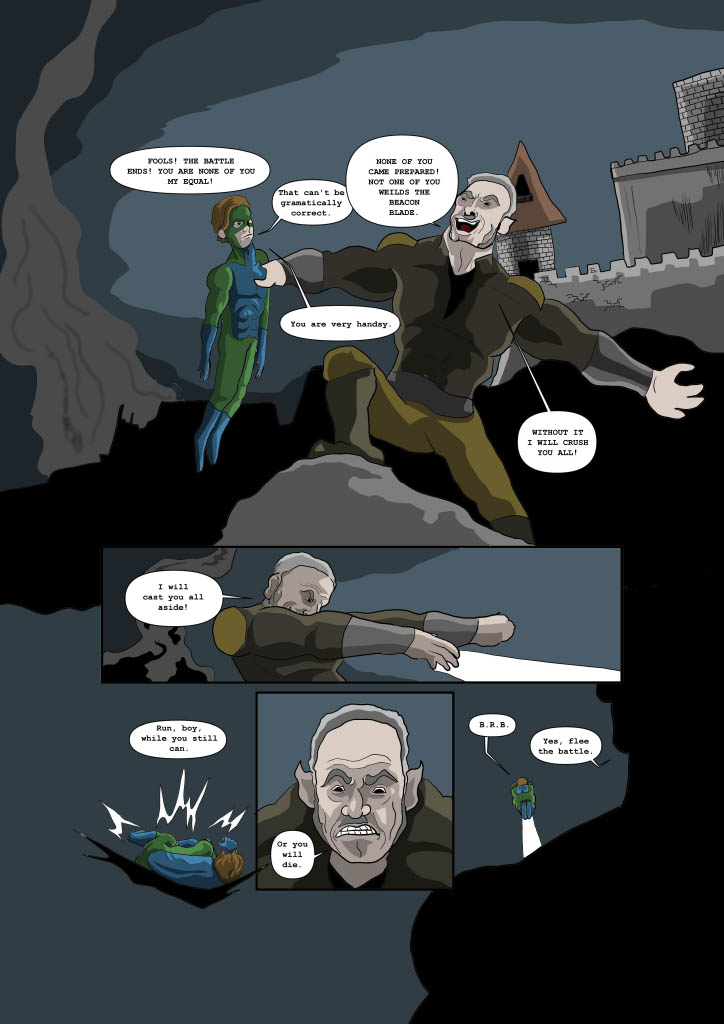 FOOLS! THE BATTLE
ENDS! YOU ARE NONE OF YOU
MY EQUAL!
That can't be
gramatically
correct.
NONE OF YOU
CAME PREPARED!
NOT ONE OF YOU
WEILDS THE
BEACON
BLADE.
You are very handsy.
WITHOUT IT
I WILL CRUSH
YOU ALL!
I will
cast you all
aside!
Run, boy,
while you still
can.
Or you
will
die.
B.R.B.
Yes, flee
the battle.